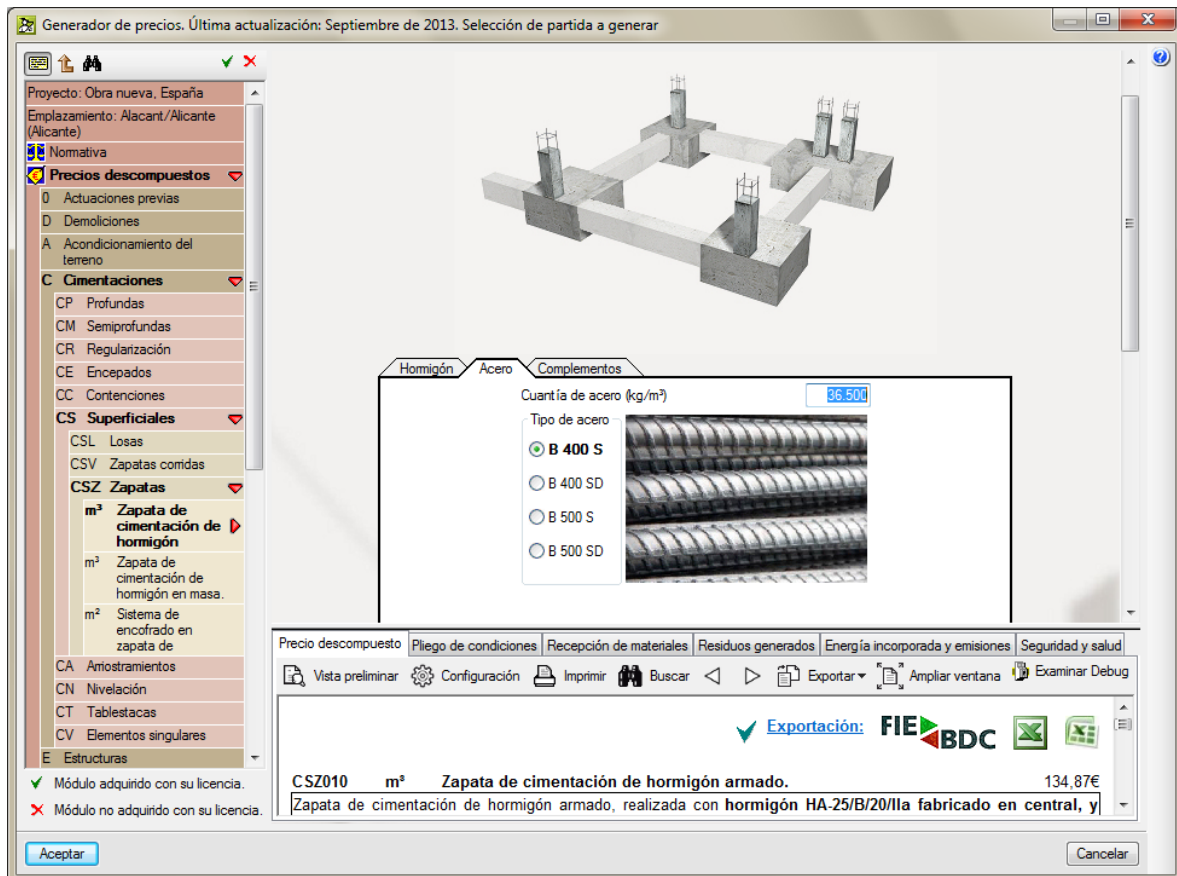 Generador de precios. Última actualización: Septiembre de 2013. Selección de partida a generar
Proyecto: Obra nueva, España
Emplazamiento: Alacant/Alicante
(Alicante)
Normativa
Precios descompuestos
0 Actuaciones previas
D Demoliciones
A Acondicionamiento del
terreno
C Cimentaciones
CP Profundas
CM Semiprofundas
CR Regularización
CE Encepados
CC Contenciones
CS Superficiales
CSL Losas
CSV Zapatas corridas
CSZ Zapatas
m³ Zapata de
cimentación de
hormigón
m³ Zapata de
cimentación de
hormigón en masa.
m² Sistema de
encofrado en
zapata de
CA Arriostramientos
CN Nivelación
CT Tablestacas
CV Elementos singulares
E Estructuras
Módulo adquirido con su licencia.
Módulo no adquirido con su licencia.
Hormigón Acero Complementos
Cuantía de acero (kg/m³) 36.500
Tipo de acero
B 400 S
B 400 SD
B 500 S
B 500 SD
Precio descompuesto Pliego de condiciones Recepción de materiales Residuos generados Energía incorporada y emisiones Seguridad y salud
Vista preliminar Configuración Imprimir Buscar Exportar Ampliar ventana Examinar Debug
Exportación: FIE BDC
CSZ010 m³ Zapata de cimentación de hormigón armado. 134,87€
Zapata de cimentación de hormigón armado, realizada con hormigón HA-25/B/20/IIa fabricado en central, y
Aceptar Cancelar